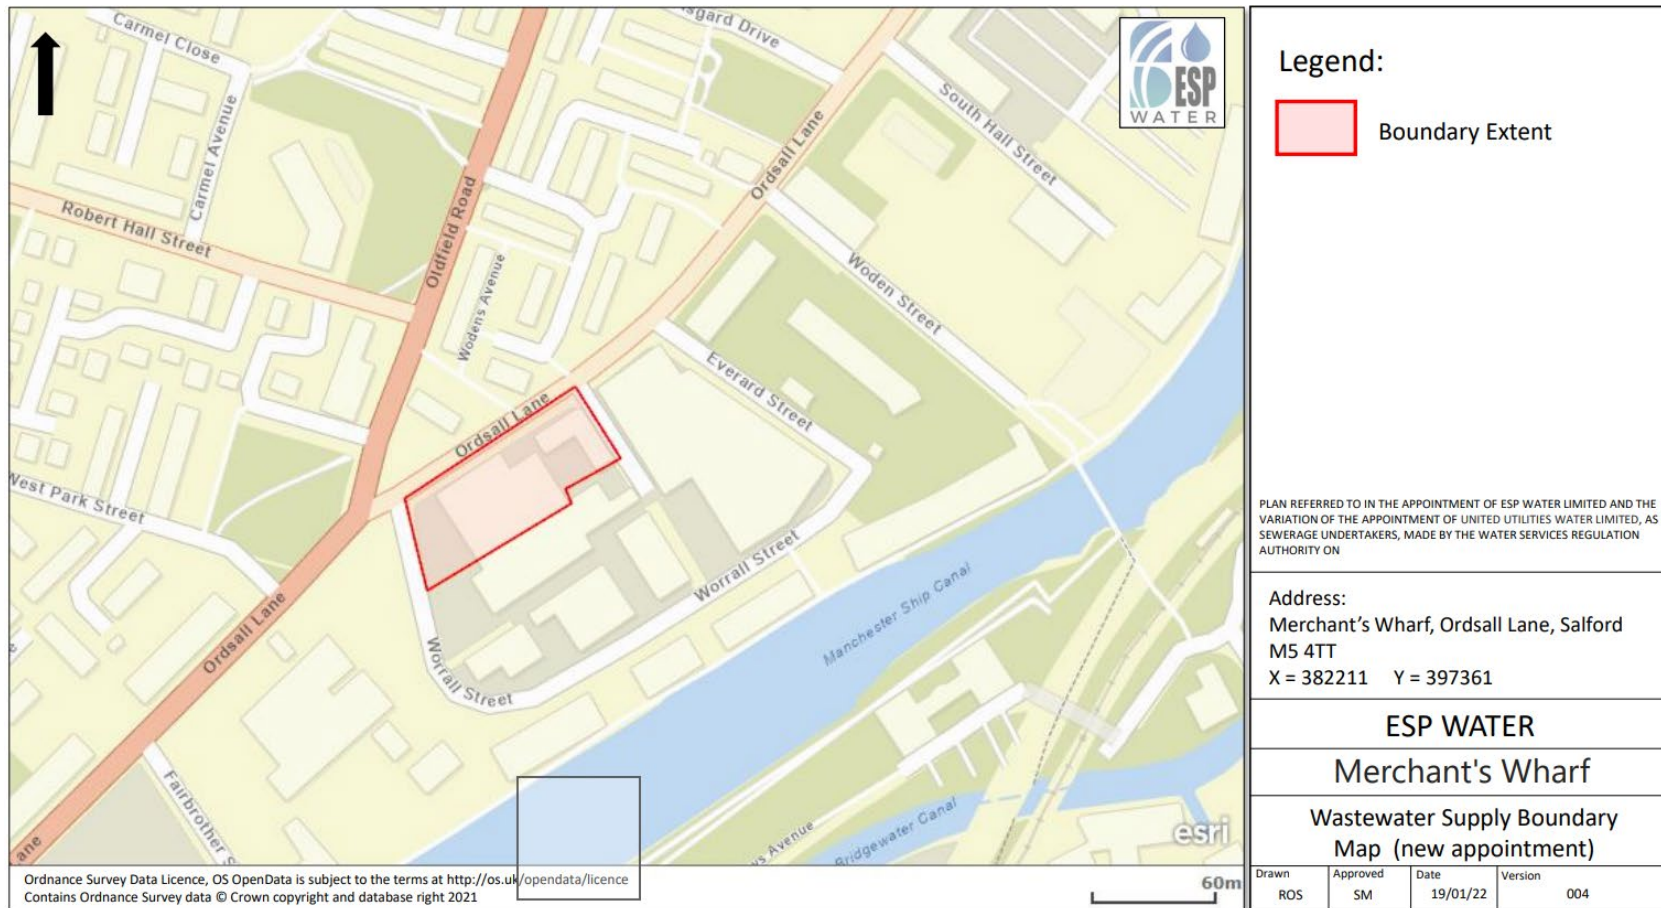 Carmel Close
Carmel Avenue
Robert Hall Street
Oldfield Road
Wodens Avenue
Ordsall Lane
South Hall Street
Woden Street
Everard Street
Ordsall Lane
West Park Street
Ordsall Lane
Worrall Street
Worrall Street
Manchester Ship Canal
Bridgewater Canal
Fairbrother
Avenue
Drive
esri
60m
ESP
WATER
Ordnance Survey Data Licence, OS OpenData is subject to the terms at http://os.uk/opendata/licence
Contains Ordnance Survey data © Crown copyright and database right 2021
Legend:
Boundary Extent
PLAN REFERRED TO IN THE APPOINTMENT OF ESP WATER LIMITED AND THE
VARIATION OF THE APPOINTMENT OF UNITED UTILITIES WATER LIMITED, AS
SEWERAGE UNDERTAKERS, MADE BY THE WATER SERVICES REGULATION
AUTHORITY ON
Address:
Merchant's Wharf, Ordsall Lane, Salford
M5 4TT
X = 382211 Y = 397361
ESP WATER
Merchant's Wharf
Wastewater Supply Boundary
Map (new appointment)
Drawn Approved Date Version
ROS SM 19/01/22 004